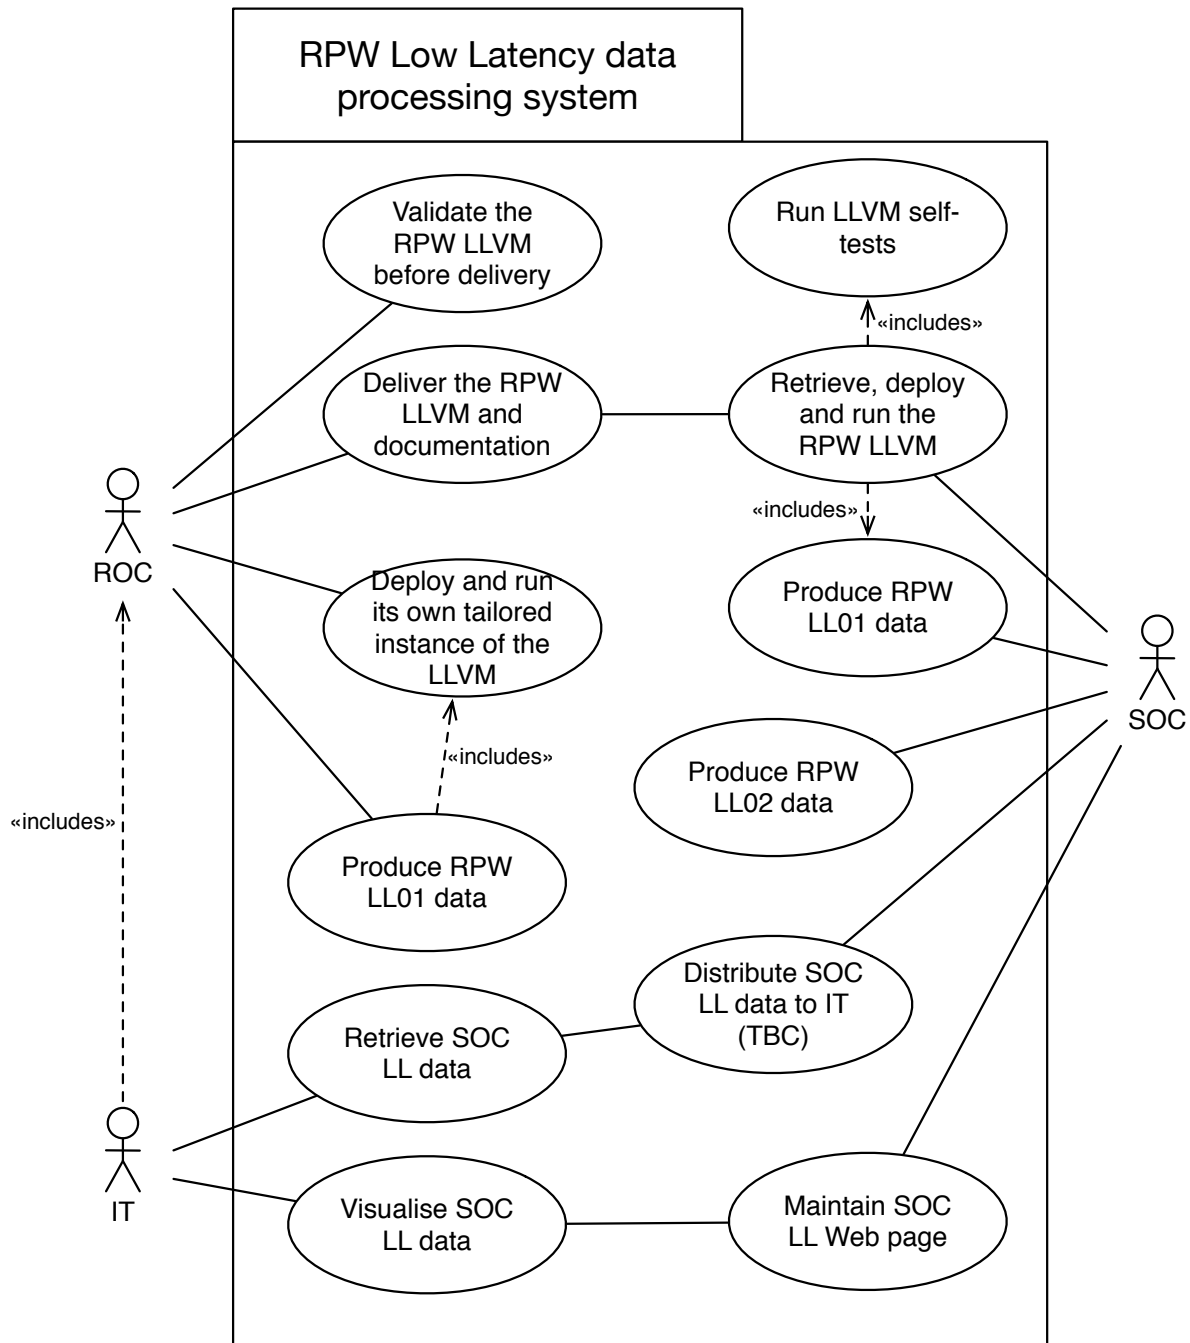 RPW Low Latency data
processing system
Validate the
RPW LLVM
before delivery
Run LLVM self-
tests
«includes»
Deliver the RPW
LLVM and
documentation
Retrieve, deploy
and run the
RPW LLVM
«includes»
ROC
Deploy and run
its own tailored
instance of the
LLVM
Produce RPW
LL01 data
SOC
«includes»
Produce RPW
LL02 data
«includes»
Produce RPW
LL01 data
Distribute SOC
LL data to IT
(TBC)
Retrieve SOC
LL data
IT
Visualise SOC
LL data
Maintain SOC
LL Web page